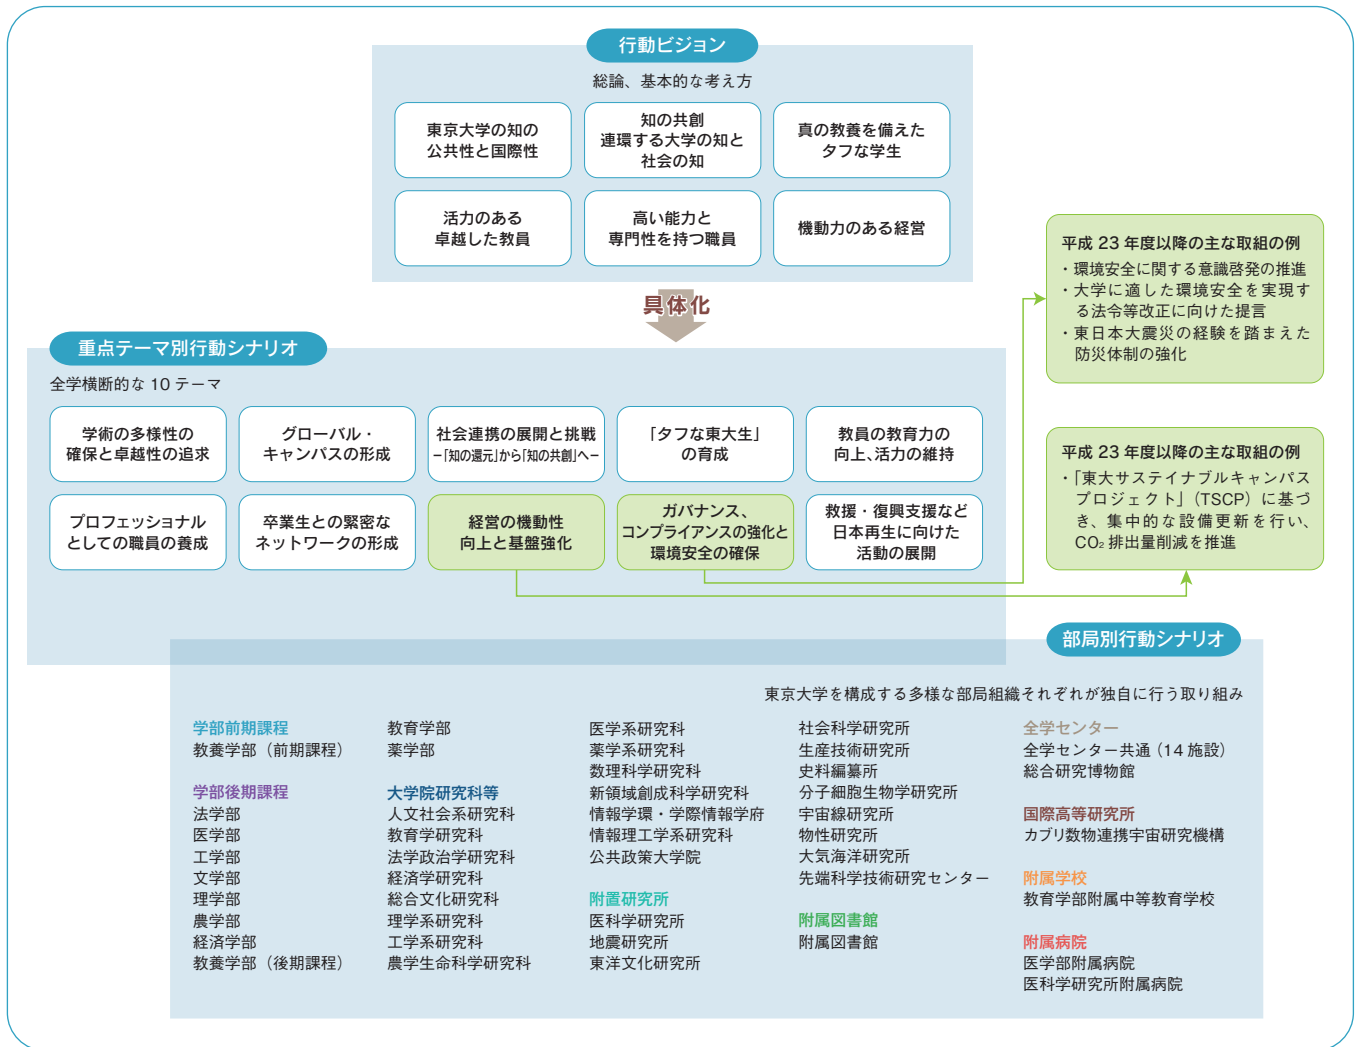 行動ビジョン
総論、基本的な考え方
東京大学の知の
公共性と国際性
知の共創
連環する大学の知と
社会の知
真の教養を備えた
タフな学生
活力のある
卓越した教員
高い能力と
専門性を持つ職員
機動力のある経営
具体化
平成 23 年度以降の主な取組の例
・環境安全に関する意識啓発の推進
・大学に適した環境安全を実現す
る法令等改正に向けた提言
・東日本大震災の経験を踏まえた
防災体制の強化
重点テーマ別行動シナリオ
全学横断的な 10 テーマ
学術の多様性の
確保と卓越性の追求
グローバル・
キャンパスの形成
社会連携の展開と挑戦
−「知の還元」から「知の共創」へ−
「タフな東大生」
の育成
教員の教育力の
向上、活力の維持
プロフェッショナル
としての職員の養成
卒業生との緊密な
ネットワークの形成
経営の機動性
向上と基盤強化
ガバナンス、
コンプライアンスの強化と
環境安全の確保
救援・復興支援など
日本再生に向けた
活動の展開
平成 23 年度以降の主な取組の例
・「東大サステイナブルキャンパス
プロジェクト」（TSCP）に基づ
き、集中的な設備更新を行い、
CO₂ 排出量削減を推進
部局別行動シナリオ
東京大学を構成する多様な部局組織それぞれが独自に行う取り組み
学部前期課程
教養学部（前期課程）
学部後期課程
法学部
医学部
工学部
文学部
理学部
農学部
経済学部
教養学部（後期課程）
教育学部
薬学部
大学院研究科等
人文社会系研究科
教育学研究科
法学政治学研究科
経済学研究科
総合文化研究科
理学系研究科
工学系研究科
農学生命科学研究科
医学系研究科
薬学系研究科
数理科学研究科
新領域創成科学研究科
情報学環・学際情報学府
情報理工学系研究科
公共政策大学院
附置研究所
医科学研究所
地震研究所
東洋文化研究所
社会科学研究所
生産技術研究所
史料編纂所
分子細胞生物学研究所
宇宙線研究所
物性研究所
大気海洋研究所
先端科学技術研究センター
附属図書館
附属図書館
全学センター
全学センター共通（14 施設）
総合研究博物館
国際高等研究所
カブリ数物連携宇宙研究機構
附属学校
教育学部附属中等教育学校
附属病院
医学部附属病院
医科学研究所附属病院